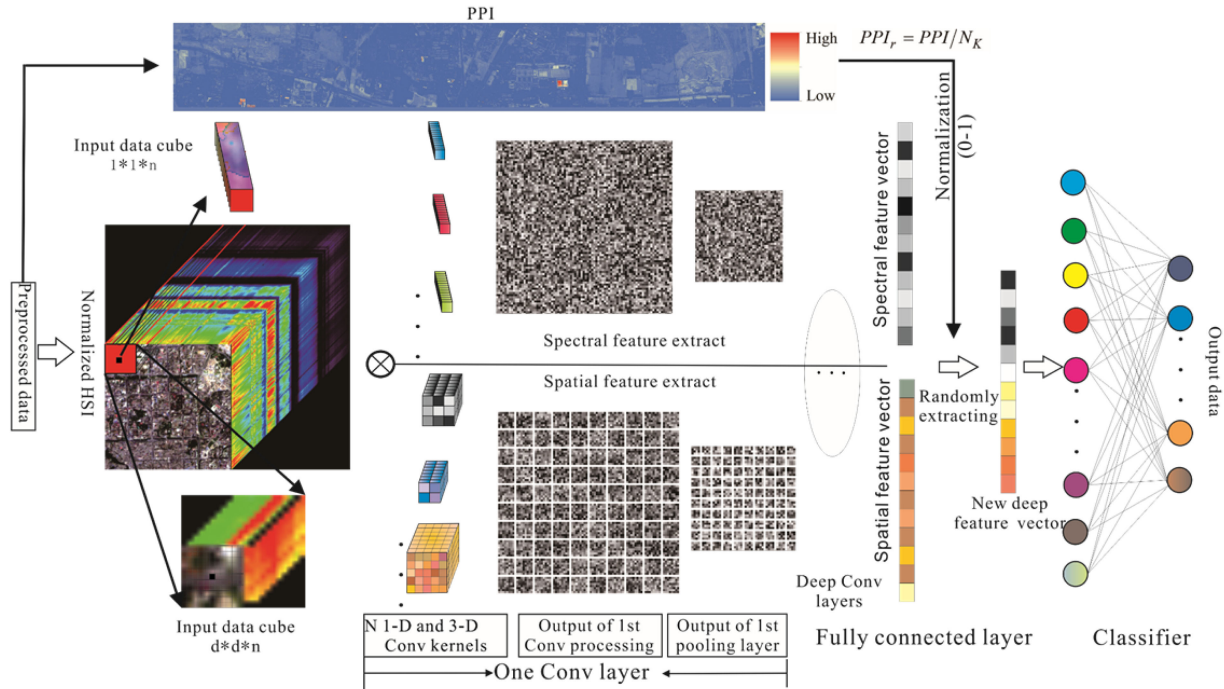 PPI
High
Low
PPI_r = PPI/N_K
Input data cube
1*1*n
Normalization
(0-1)
Spectral feature vector
Preprocessed data
Normalized HSI
Spectral feature extract
Spatial feature extract
Randomly
extracting
Output data
Spatial feature vector
New deep
feature vector
Deep Conv
layers
Input data cube
d*d*n
N 1-D and 3-D
Conv kernels
Output of 1st
Conv processing
Output of 1st
pooling layer
One Conv layer
Fully connected layer
Classifier